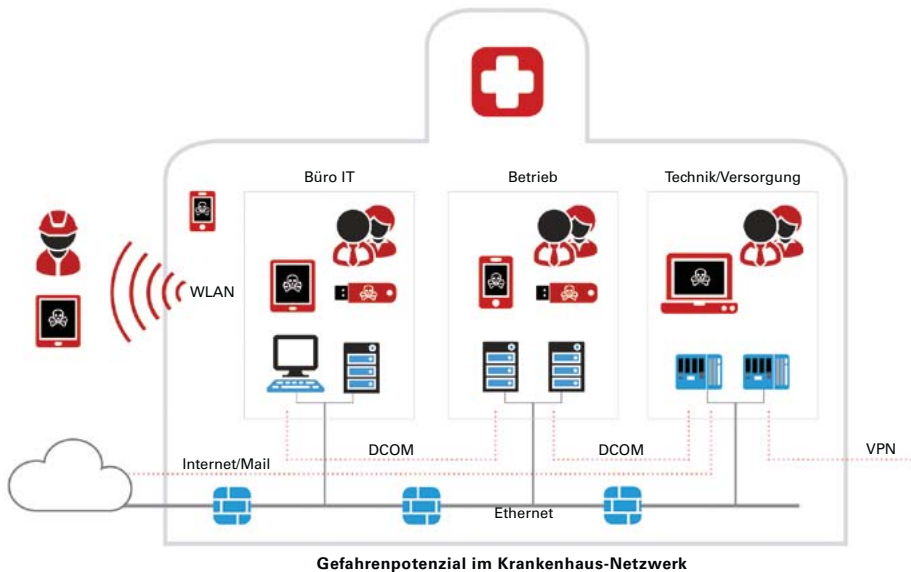 Büro IT
Betrieb
Technik/Versorgung
WLAN
DCOM
DCOM
VPN
Internet/Mail
Ethernet
Gefahrenpotenzial im Krankenhaus-Netzwerk